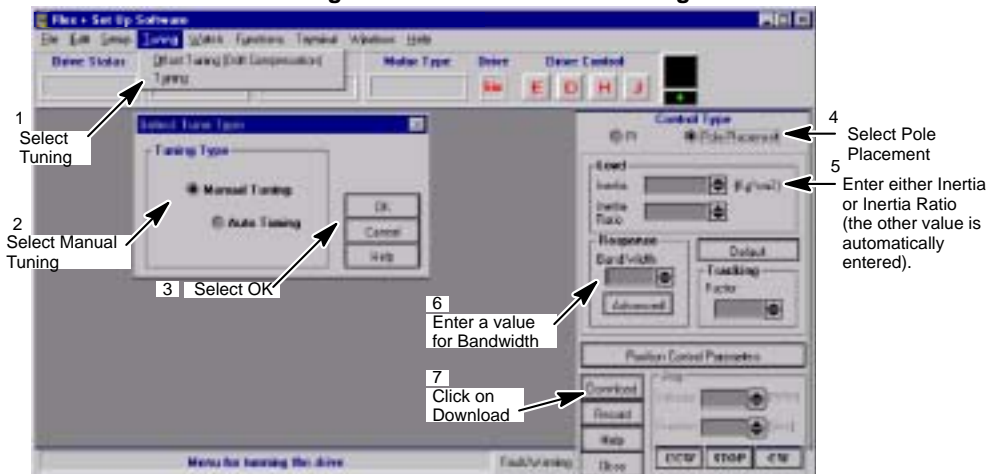 Flex + Set Up Software
File Edit Setup Tuning Watch Functions Terminal Windows Help
Drive Status
Motor Type
Drive
Drive Control
Offset Tuning (Drift Compensation)
Tuning
E D H J
1
Select
Tuning
Select Tune Type
Tuning Type
Manual Tuning
Auto Tuning
OK
Cancel
Help
2
Select Manual
Tuning
3 Select OK
Control Type
PI
Pole Placement
4
Select Pole
Placement
Load
Inertia
Inertia
Ratio
5
Enter either Inertia
or Inertia Ratio
(the other value is
automatically
entered).
Response
Band Width
Advanced
Default
Tracking
Factor
6
Enter a value
for Bandwidth
Position Control Parameters
7
Click on
Download
Download
Help
Close
CCW STOP CW
Menu for tunning the drive
Fault/Warning